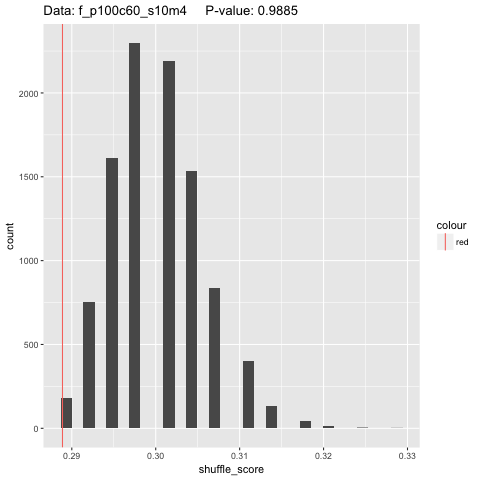 Data: f_p100c60_s10m4 P-value: 0.9885
2000
1500
1000
500
0
count
0.29 0.30 0.31 0.32 0.33
shuffle_score
colour
red